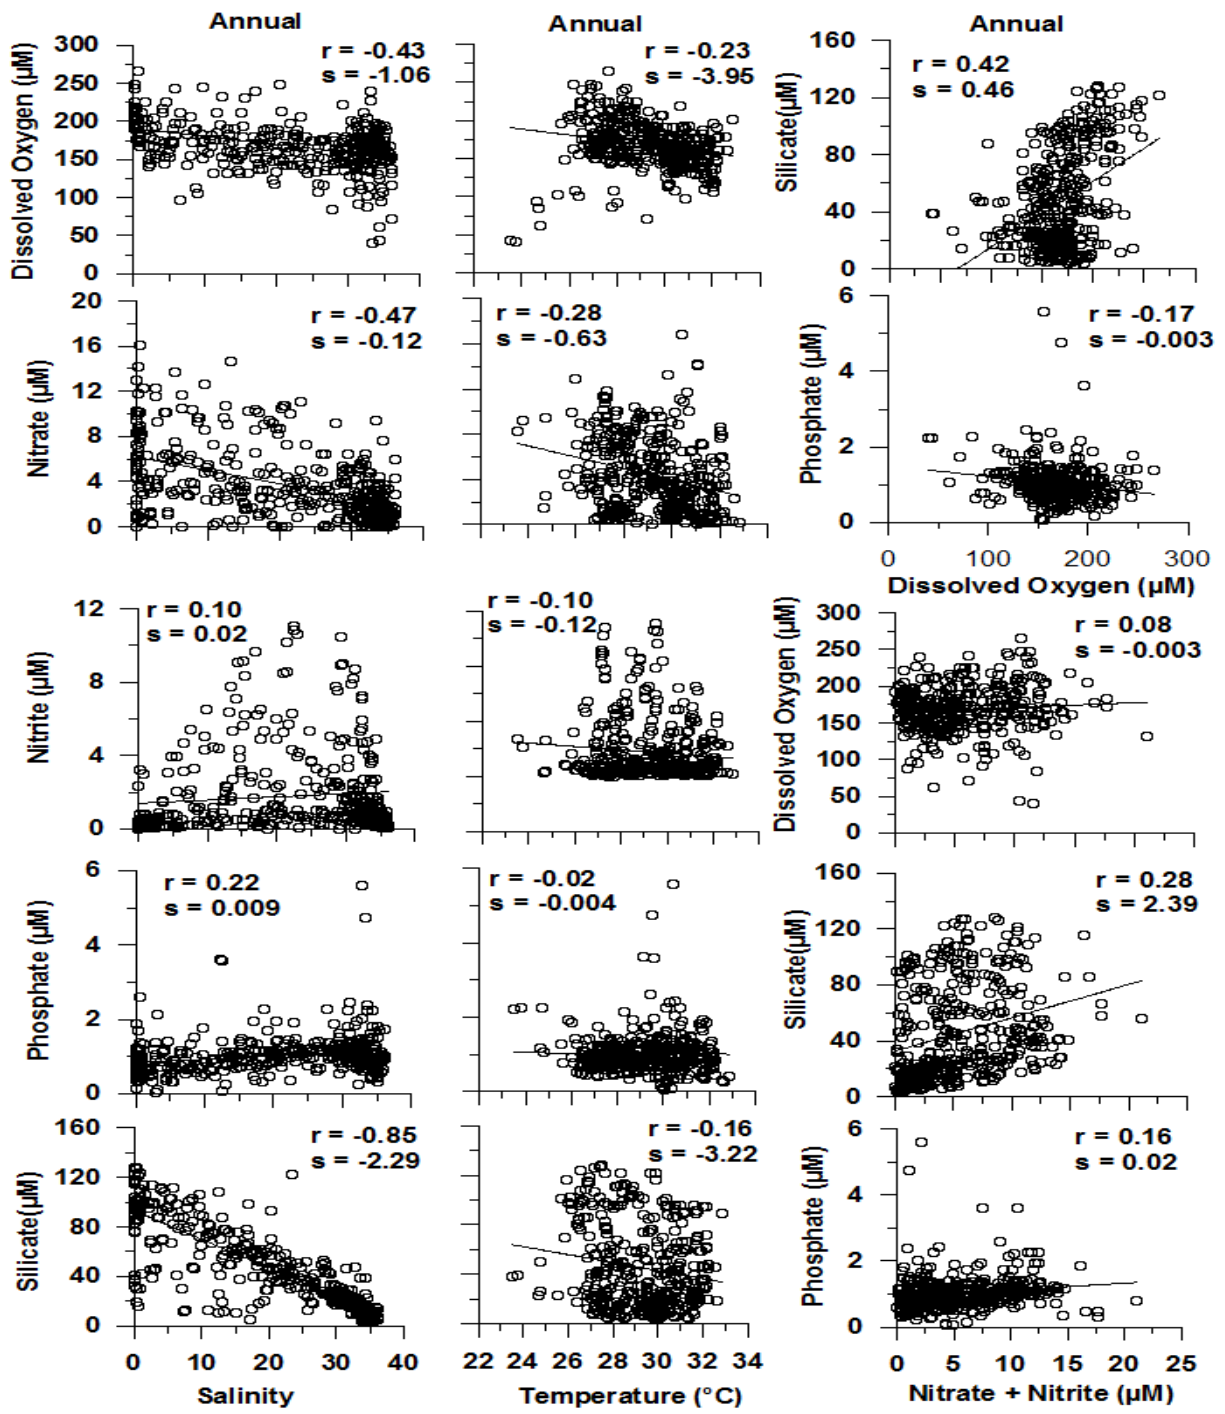 Annual
Annual
Annual
Dissolved Oxygen (µM)
300
250
200
150
100
50
0
r = -0.43
s = -1.06
r = -0.23
s = -3.95
Silicate(µM)
160
120
80
40
0
r = 0.42
s = 0.46
Nitrate (µM)
20
16
12
8
4
0
r = -0.47
s = -0.12
r = -0.28
s = -0.63
Phosphate (µM)
6
4
2
0
r = -0.17
s = -0.003
0 100 200 300
Dissolved Oxygen (µM)
Nitrite (µM)
12
8
4
0
r = 0.10
s = 0.02
r = -0.10
s = -0.12
Dissolved Oxygen (µM)
300
250
200
150
100
50
0
r = 0.08
s = -0.003
Phosphate (µM)
6
4
2
0
r = 0.22
s = 0.009
r = -0.02
s = -0.004
Silicate(µM)
160
120
80
40
0
r = 0.28
s = 2.39
Silicate(µM)
160
120
80
40
0
r = -0.85
s = -2.29
r = -0.16
s = -3.22
Phosphate (µM)
6
4
2
0
r = 0.16
s = 0.02
0 10 20 30 40
Salinity
22 24 26 28 30 32 34
Temperature (°C)
0 5 10 15 20 25
Nitrate + Nitrite (µM)